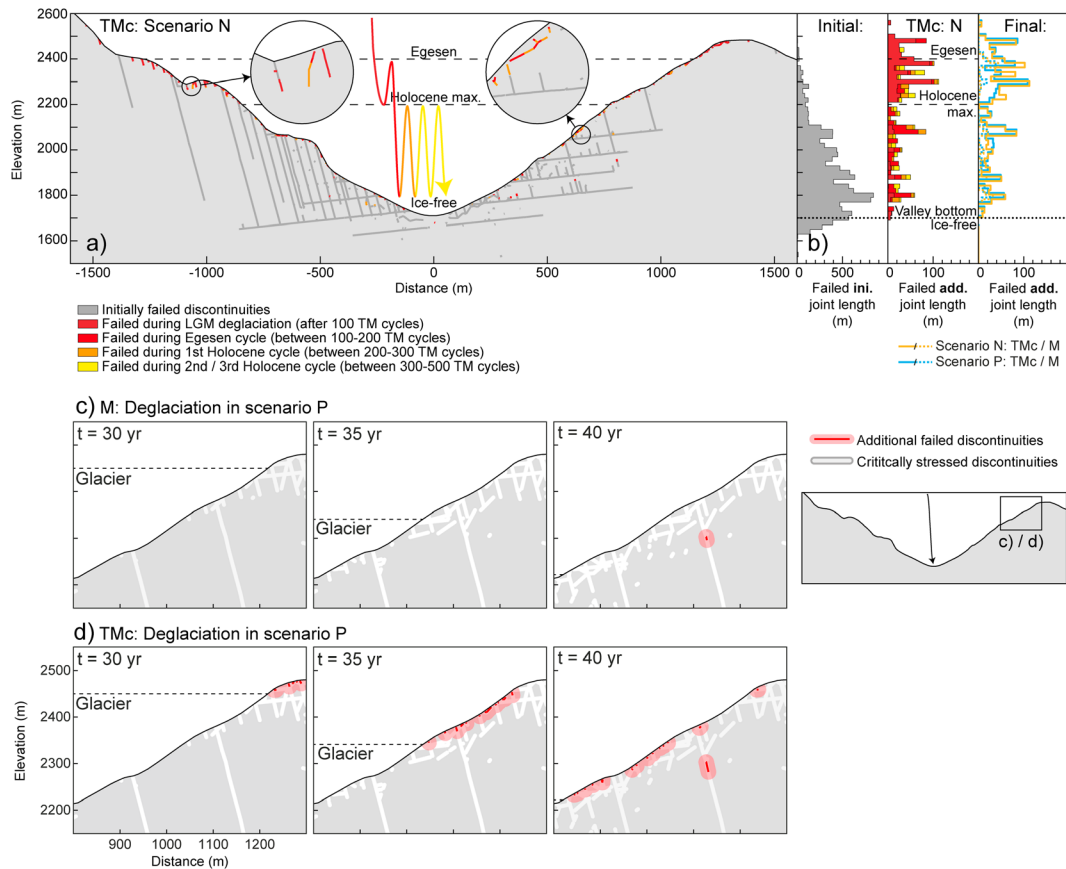 TMc: Scenario N
Initial:
TMc: N
Final:
Elevation (m)
2600
2400
2200
2000
1800
1600
Egesen
Holocene max.
Ice-free
Egesen
Holocene
max.
Valley bottom
Ice-free
a)
b)
-1500
-1000
-500
0
500
1000
1500
Distance (m)
0
500
0
100
0
100
Failed ini.
joint length
(m)
Failed add.
joint length
(m)
Failed add.
joint length
(m)
Initially failed discontinuities
Failed during LGM deglaciation (after 100 TM cycles)
Failed during Egesen cycle (between 100-200 TM cycles)
Failed during 1st Holocene cycle (between 200-300 TM cycles)
Failed during 2nd / 3rd Holocene cycle (between 300-500 TM cycles)
Scenario N: TMc / M
Scenario P: TMc / M
c) M: Deglaciation in scenario P
t = 30 yr
t = 35 yr
t = 40 yr
Glacier
Glacier
Additional failed discontinuities
Crititcally stressed discontinuities
c) / d)
d) TMc: Deglaciation in scenario P
t = 30 yr
t = 35 yr
t = 40 yr
Glacier
Glacier
Elevation (m)
2500
2400
2300
2200
900
1000
1100
1200
Distance (m)